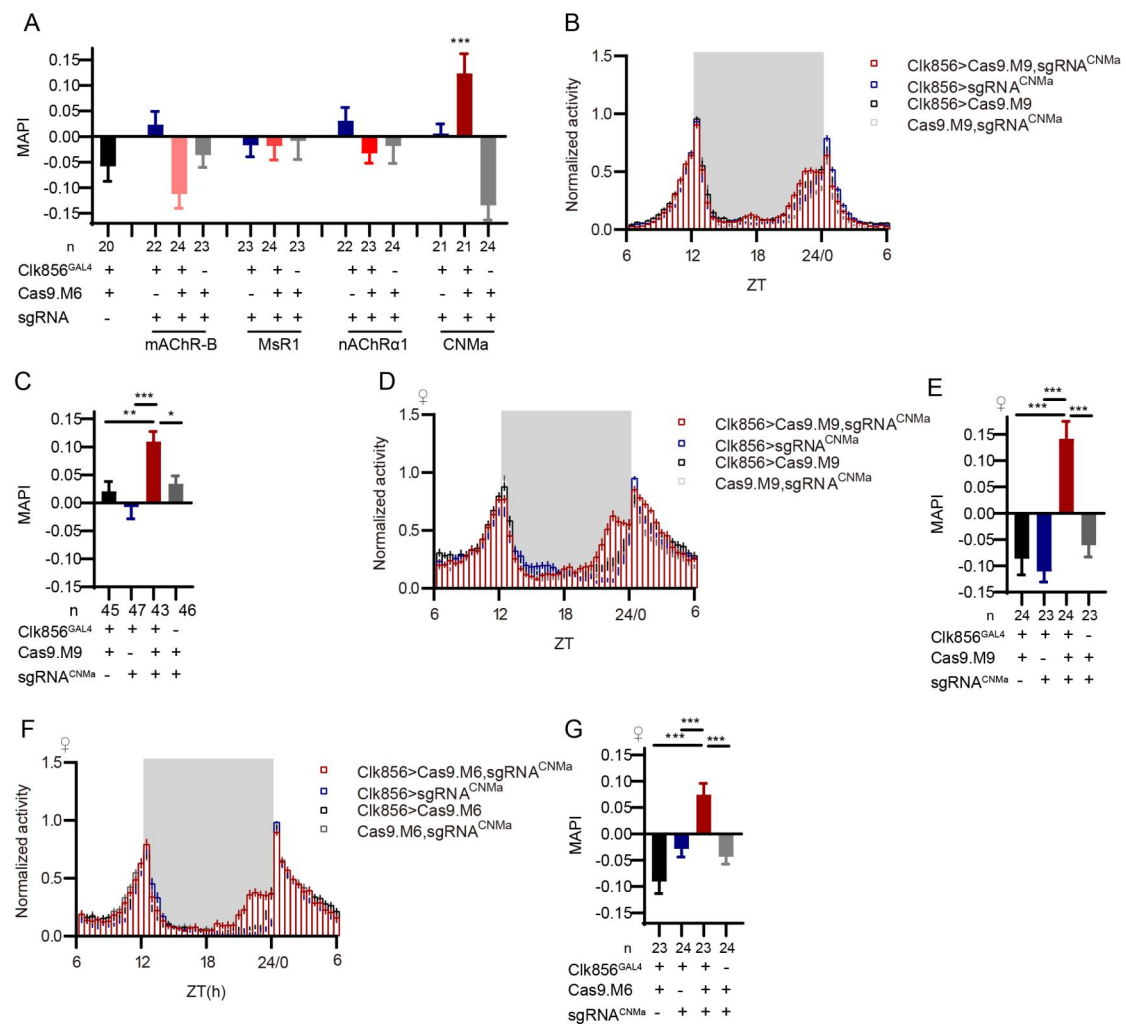 A
MAPI
0.15
0.10
0.05
0.00
-0.05
-0.10
-0.15
***
n 20 22 24 23 23 24 23 22 23 24 21 21 24
Clk856GAL4 + + + - + + - + + - + + -
Cas9.M6 + - + + - + + - + + - + +
sgRNA - + + + + + + + + + + + +
mAChR-B MsR1 nAChRα1 CNMa
B
Normalized activity
1.5
1.0
0.5
0.0
6 12 18 24/0 6
ZT
Clk856>Cas9.M9,sgRNACNMa
Clk856>sgRNACNMa
Clk856>Cas9.M9
Cas9.M9,sgRNACNMa
C
MAPI
*** 
** *
0.15
0.10
0.05
0.00
-0.05
-0.10
-0.15
n 45 47 43 46
Clk856GAL4 + + + -
Cas9.M9 + - + +
sgRNACNMa - + + +
D
♀
Normalized activity
1.5
1.0
0.5
0.0
6 12 18 24/0 6
ZT
Clk856>Cas9.M9,sgRNACNMa
Clk856>sgRNACNMa
Clk856>Cas9.M9
Cas9.M9,sgRNACNMa
E
♀
MAPI
***
*** ***
0.15
0.10
0.05
0.00
-0.05
-0.10
-0.15
n 24 23 24 23
Clk856GAL4 + + + -
Cas9.M9 + - + +
sgRNACNMa - + + +
F
♀
Normalized activity
1.5
1.0
0.5
0.0
6 12 18 24/0 6
ZT(h)
Clk856>Cas9.M6,sgRNACNMa
Clk856>sgRNACNMa
Clk856>Cas9.M6
Cas9.M6,sgRNACNMa
G
♀
MAPI
***
*** ***
0.15
0.10
0.05
0.00
-0.05
-0.10
-0.15
n 23 24 23 24
Clk856GAL4 + + + -
Cas9.M6 + - + +
sgRNACNMa - + + +